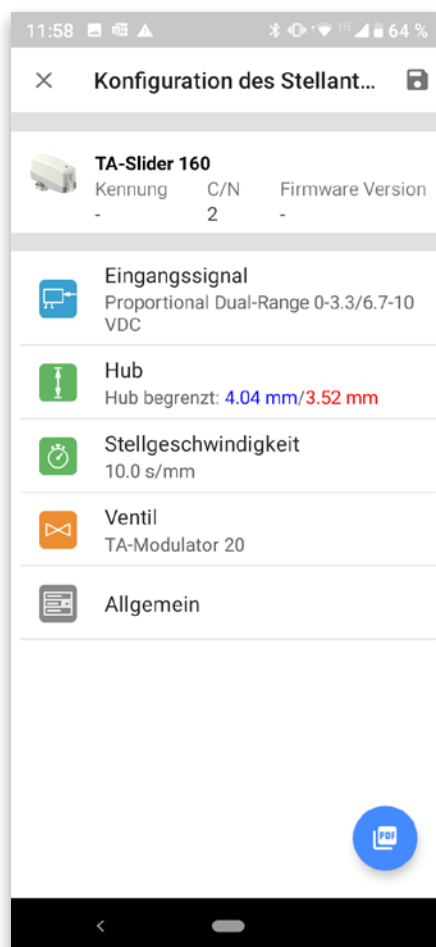 11:58 64 %
Konfiguration des Stellant...
TA-Slider 160
Kennung C/N Firmware Version
- 2 -
Eingangssignal
Proportional Dual-Range 0-3.3/6.7-10
VDC
Hub
Hub begrenzt: 4.04 mm/3.52 mm
Stellgeschwindigkeit
10.0 s/mm
Ventil
TA-Modulator 20
Allgemein
PDF